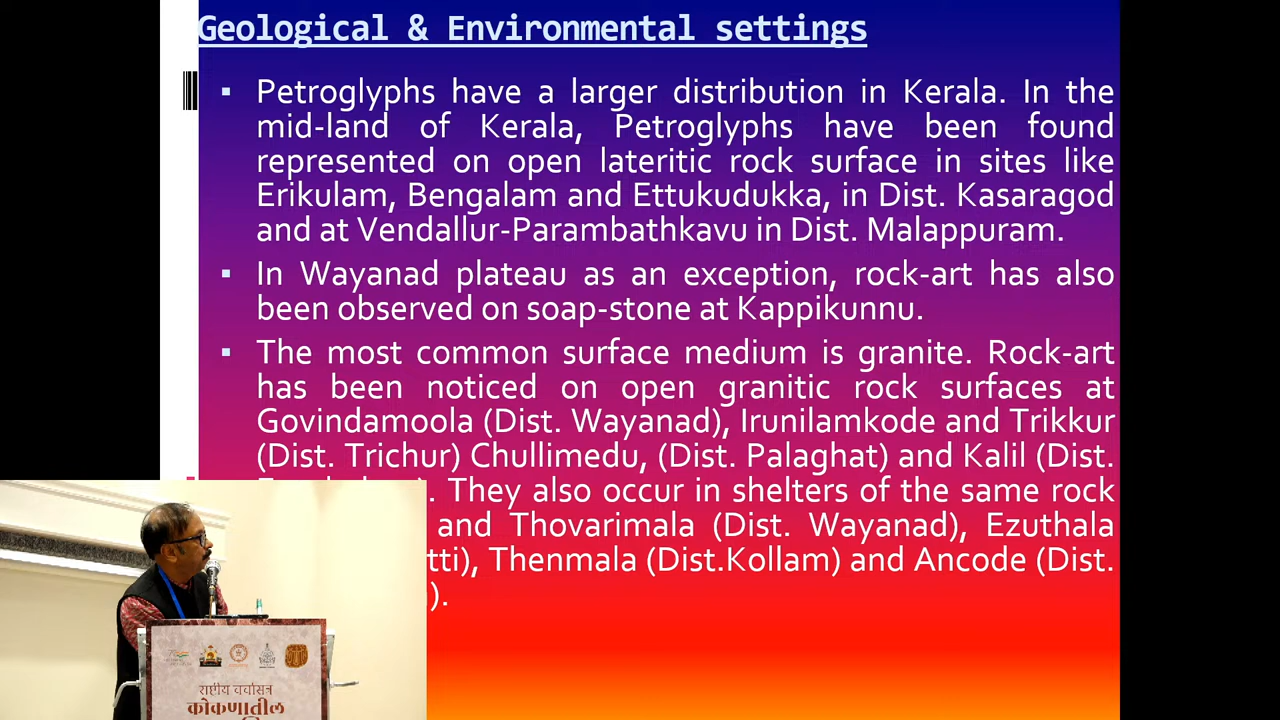 Geological & Environmental settings
▪ Petroglyphs have a larger distribution in Kerala. In the
mid-land of Kerala, Petroglyphs have been found
represented on open lateritic rock surface in sites like
Erikulam, Bengalam and Ettukudukka, in Dist. Kasaragod
and at Vendallur-Parambathkavu in Dist. Malappuram.
▪ In Wayanad plateau as an exception, rock-art has also
been observed on soap-stone at Kappikunnu.
▪ The most common surface medium is granite. Rock-art
has been noticed on open granitic rock surfaces at
Govindamoola (Dist. Wayanad), Irunilamkode and Trikkur
(Dist. Trichur) Chullimedu, (Dist. Palaghat) and Kalil (Dist.
. They also occur in shelters of the same rock
and Thovarimala (Dist. Wayanad), Ezuthala
tti), Thenmala (Dist.Kollam) and Ancode (Dist.
).
राष्ट्रीय चर्चासत्र
कोकणातील